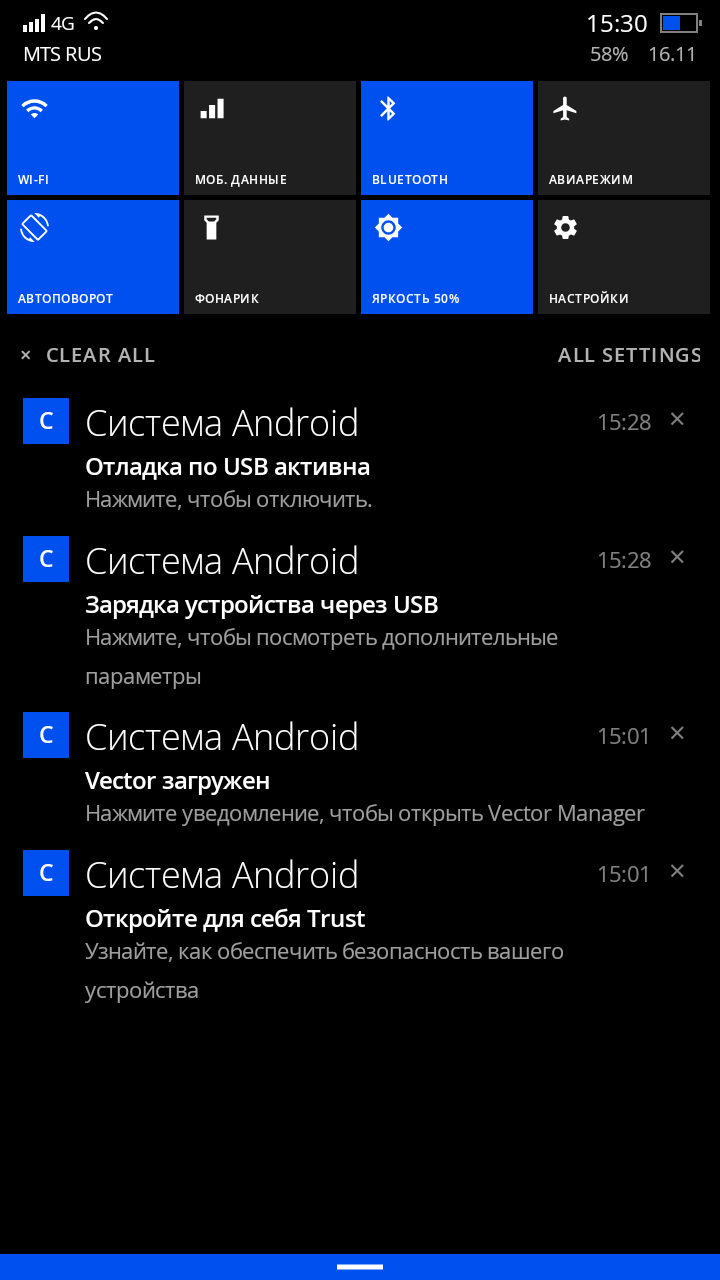 4G 15:30
MTS RUS 58% 16.11
WI-FI МОБ. ДАННЫЕ BLUETOOTH АВИАРЕЖИМ
АВТОПОВОРОТ ФОНАРИК ЯРКОСТЬ 50% НАСТРОЙКИ
× CLEAR ALL ALL SETTINGS
С Система Android 15:28 ×
Отладка по USB активна
Нажмите, чтобы отключить.
С Система Android 15:28 ×
Зарядка устройства через USB
Нажмите, чтобы посмотреть дополнительные
параметры
С Система Android 15:01 ×
Vector загружен
Нажмите уведомление, чтобы открыть Vector Manager
С Система Android 15:01 ×
Откройте для себя Trust
Узнайте, как обеспечить безопасность вашего
устройства